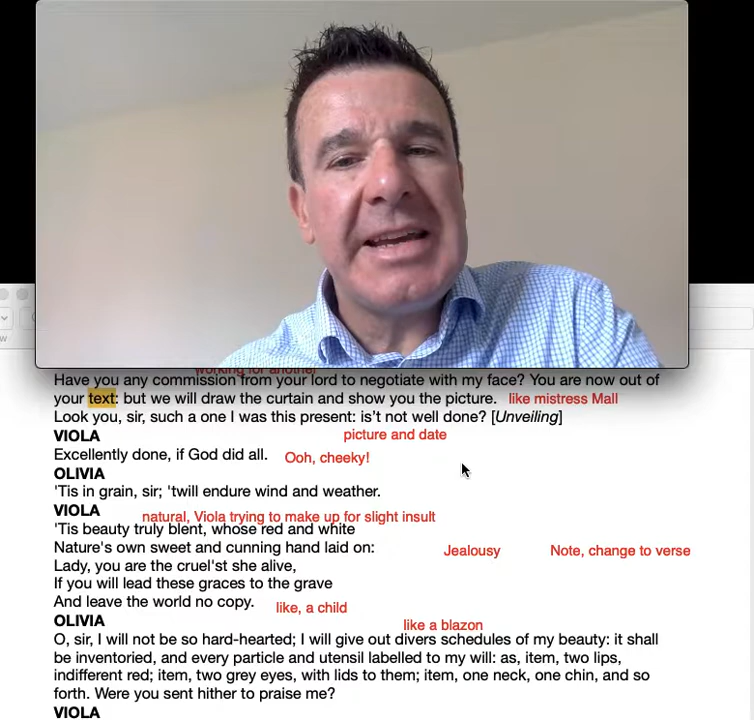 working for another
Have you any commission from your lord to negotiate with my face? You are now out of
your text: but we will draw the curtain and show you the picture. like mistress Mall
Look you, sir, such a one I was this present: is’t not well done? [Unveiling]
VIOLA picture and date
Excellently done, if God did all. Ooh, cheeky!
OLIVIA
'Tis in grain, sir; 'twill endure wind and weather.
VIOLA natural, Viola trying to make up for slight insult
'Tis beauty truly blent, whose red and white
Nature's own sweet and cunning hand laid on: Jealousy Note, change to verse
Lady, you are the cruel'st she alive,
If you will lead these graces to the grave
And leave the world no copy. like, a child
OLIVIA like a blazon
O, sir, I will not be so hard-hearted; I will give out divers schedules of my beauty: it shall
be inventoried, and every particle and utensil labelled to my will: as, item, two lips,
indifferent red; item, two grey eyes, with lids to them; item, one neck, one chin, and so
forth. Were you sent hither to praise me?
VIOLA